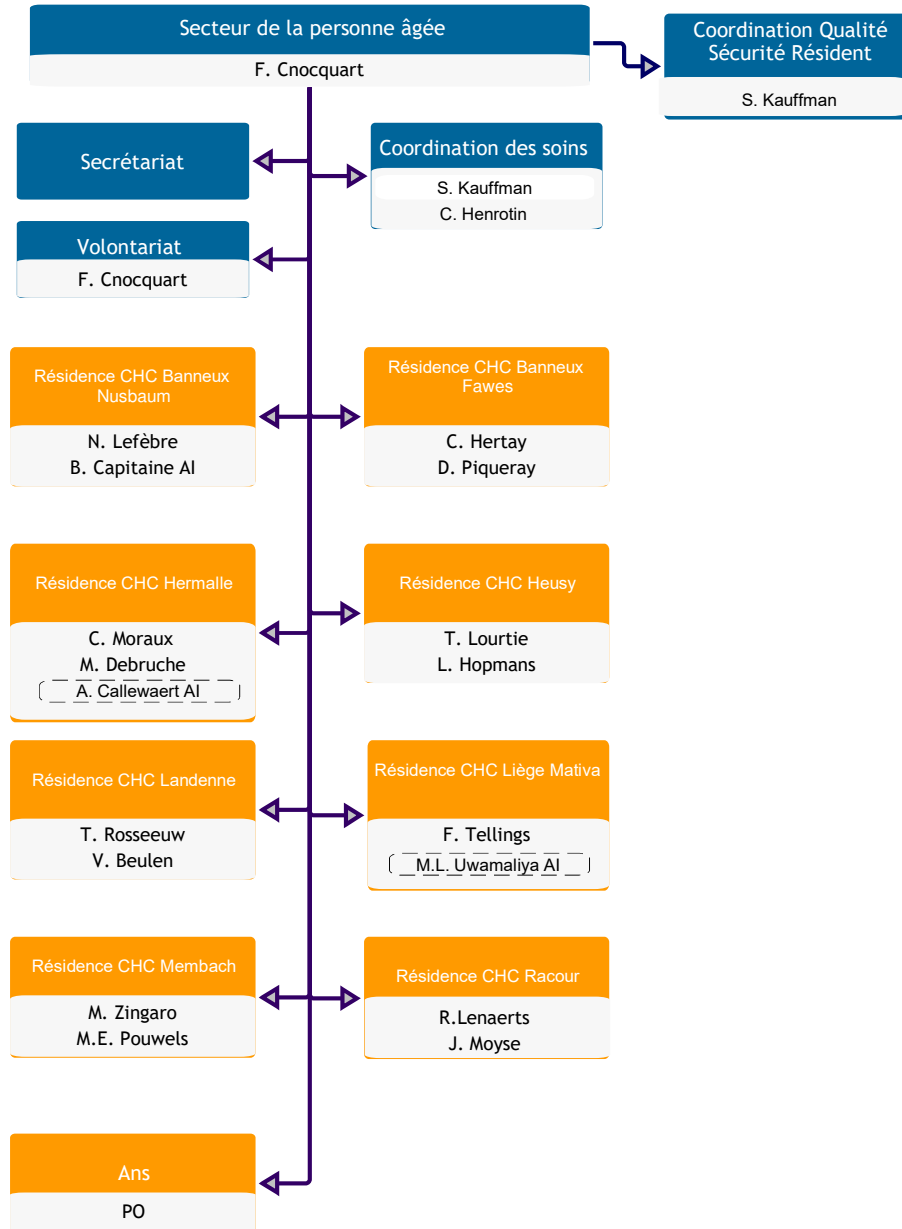 Secteur de la personne âgée
F. Cnocquart
Coordination Qualité
Sécurité Résident
S. Kauffman
Secrétariat
Coordination des soins
S. Kauffman
C. Henrotin
Volontariat
F. Cnocquart
Résidence CHC Banneux
Nusbaum
N. Lefèbre
B. Capitaine AI
Résidence CHC Banneux
Fawes
C. Hertay
D. Piqueray
Résidence CHC Hermalle
C. Moraux
M. Debruche
A. Callewaert AI
Résidence CHC Heusy
T. Lourtie
L. Hopmans
Résidence CHC Landenne
T. Rosseeuw
V. Beulen
Résidence CHC Liège Mativa
F. Tellings
M.L. Uwamaliya AI
Résidence CHC Membach
M. Zingaro
M.E. Pouwels
Résidence CHC Racour
R.Lenaerts
J. Moyse
Ans
PO